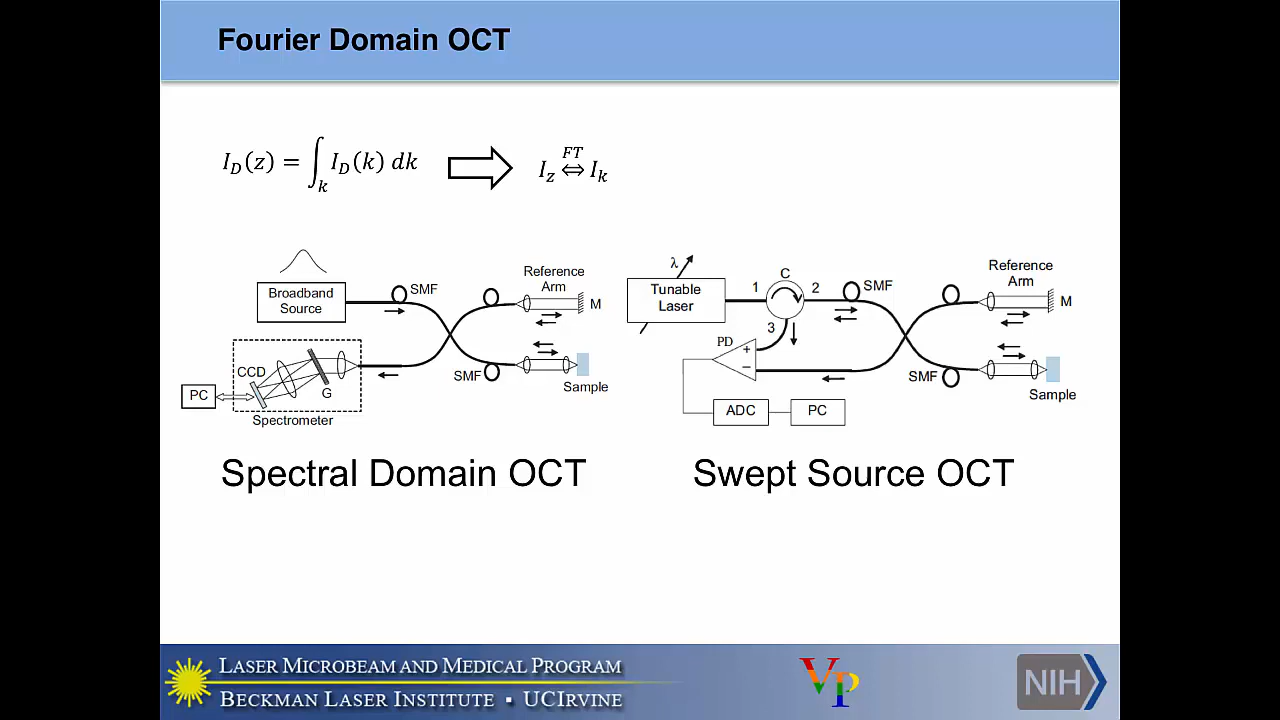 Fourier Domain OCT
I_D(z) = ∫_k I_D(k) dk ⇒ I_z ⇔^FT I_k
Broadband
Source
SMF
Reference
Arm
M
CCD
G
PC
Spectrometer
SMF
Sample
Spectral Domain OCT
λ
Tunable
Laser
1
C
2
3
SMF
Reference
Arm
M
PD
+
−
SMF
Sample
ADC
PC
Swept Source OCT
LASER MICROBEAM AND MEDICAL PROGRAM
BECKMAN LASER INSTITUTE ▪ UCIRVINE
VP
NIH